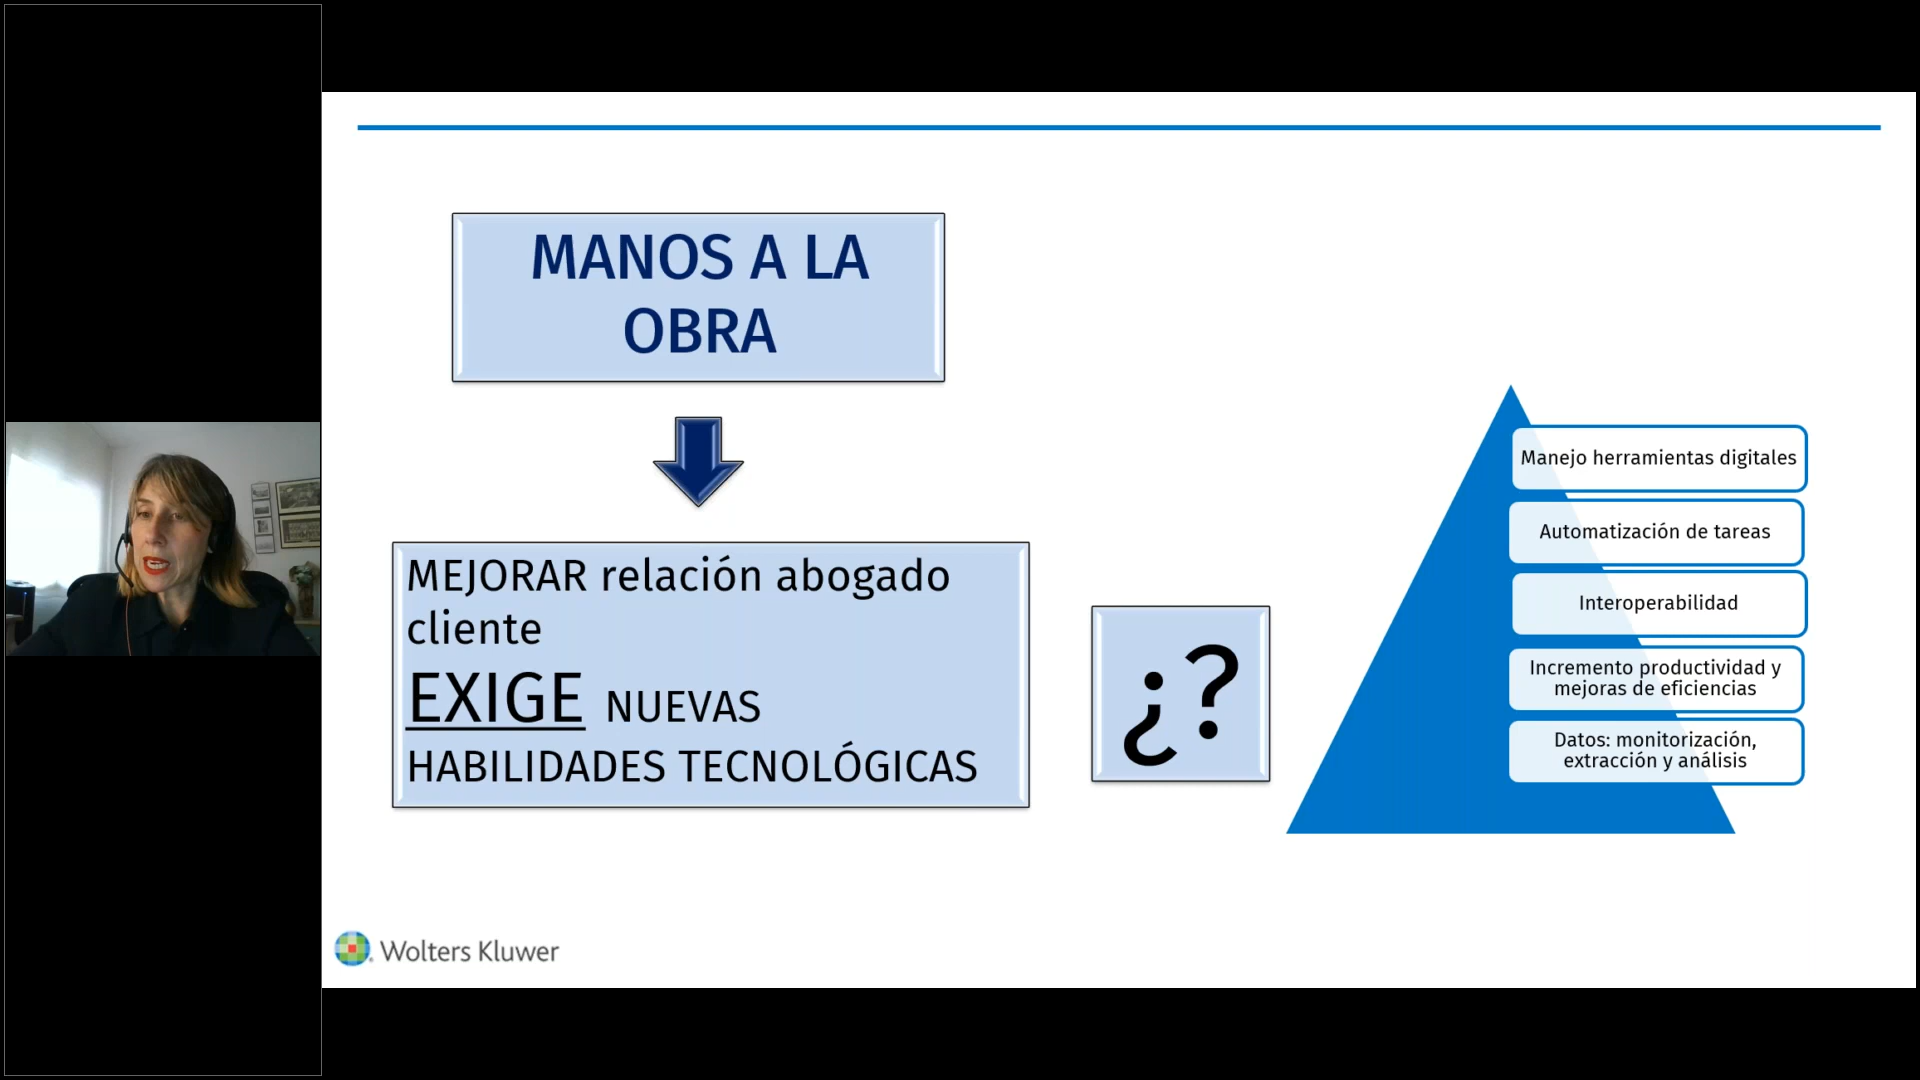 MANOS A LA
OBRA
MEJORAR relación abogado
cliente
EXIGE NUEVAS
HABILIDADES TECNOLÓGICAS
¿?
Manejo herramientas digitales
Automatización de tareas
Interoperabilidad
Incremento productividad y
mejoras de eficiencias
Datos: monitorización,
extracción y análisis
Wolters Kluwer